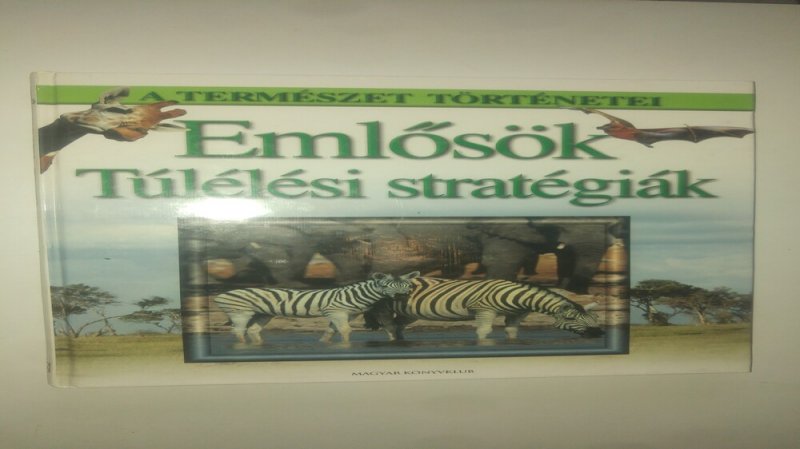 A TERMÉSZET TÖRTÉNETEI
Emlősök
Túlélési stratégiák
MAGYAR KÖNYVKLUB